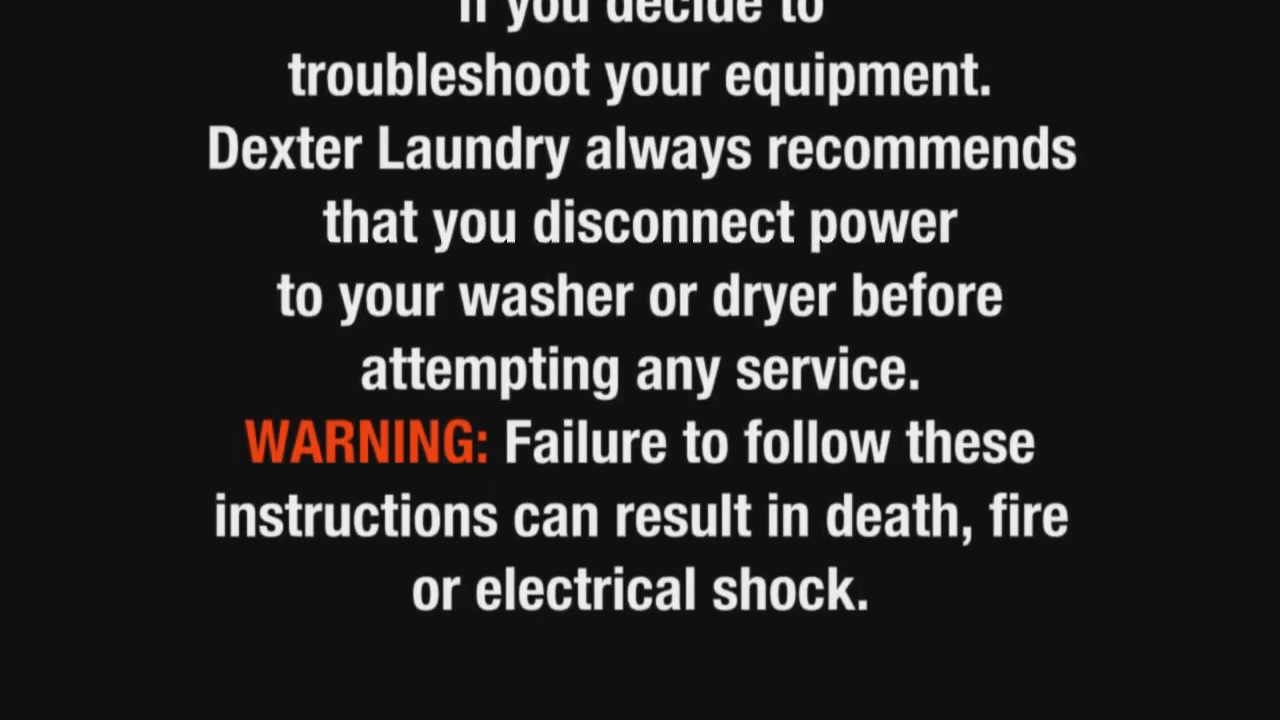 if you decide to
troubleshoot your equipment.
Dexter Laundry always recommends
that you disconnect power
to your washer or dryer before
attempting any service.
WARNING: Failure to follow these
instructions can result in death, fire
or electrical shock.